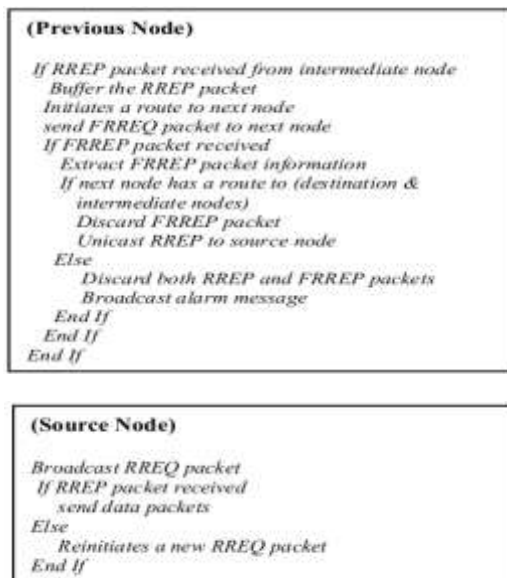 (Previous Node)
If RREP packet received from intermediate node
Buffer the RREP packet
Initiates a route to next node
send FRREQ packet to next node
If FRREP packet received
Extract FRREP packet information
If next node has a route to (destination &
intermediate nodes)
Discard FRREP packet
Unicast RREP to source node
Else
Discard both RREP and FRREP packets
Broadcast alarm message
End If
End If
End If
(Source Node)
Broadcast RREQ packet
If RREP packet received
send data packets
Else
Reinitiates a new RREQ packet
End If